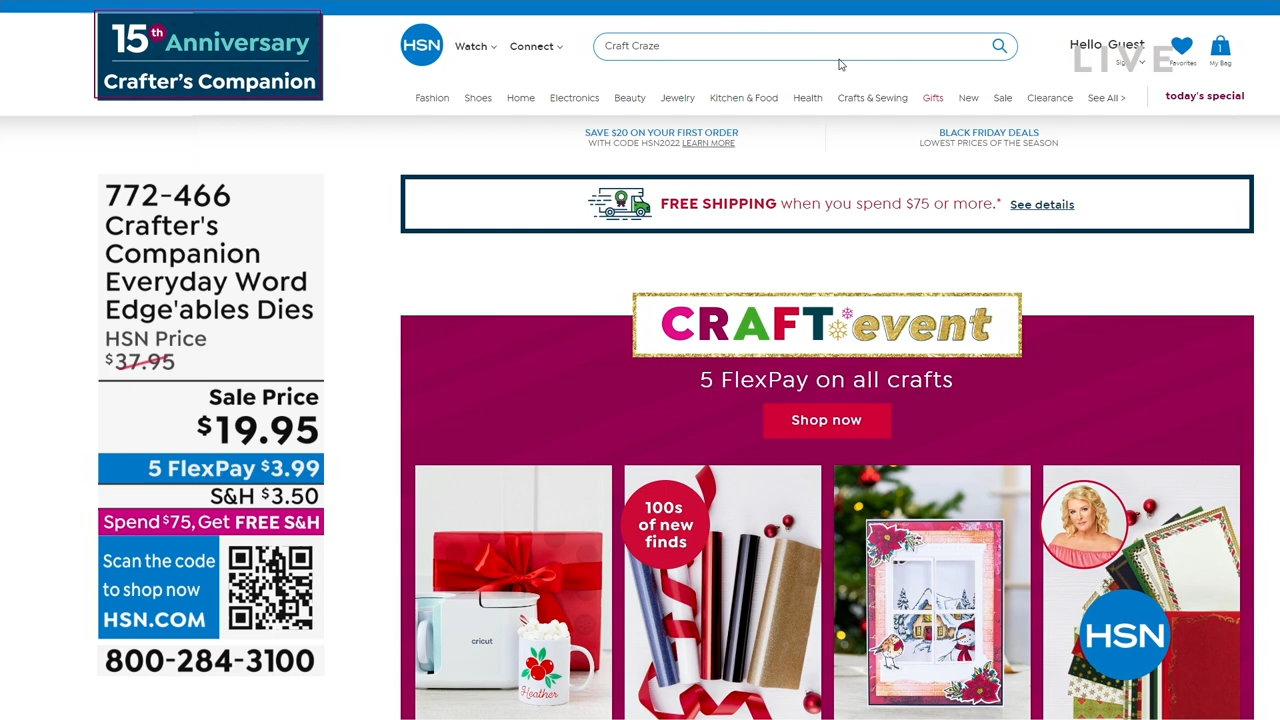 15th Anniversary
Crafter's Companion
HSN
Watch
Connect
Craft Craze
Hello, Guest
LIVE
Favorites
1
My Bag
Fashion
Shoes
Home
Electronics
Beauty
Jewelry
Kitchen & Food
Health
Crafts & Sewing
Gifts
New
Sale
Clearance
See All >
today's special
SAVE $20 ON YOUR FIRST ORDER
WITH CODE HSN2022 LEARN MORE
BLACK FRIDAY DEALS
LOWEST PRICES OF THE SEASON
772-466
Crafter's
Companion
Everyday Word
Edge'ables Dies
HSN Price
$37.95
Sale Price
$19.95
5 FlexPay $3.99
S&H $3.50
Spend $75, Get FREE S&H
Scan the code
to shop now
HSN.COM
800-284-3100
FREE SHIPPING when you spend $75 or more.* See details
CRAFT event
5 FlexPay on all crafts
Shop now
cricut
Heather
100s
of new
finds
HSN